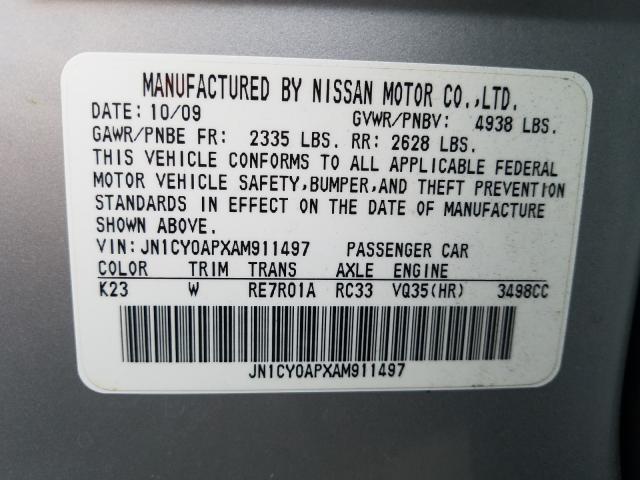 MANUFACTURED BY NISSAN MOTOR CO.,LTD.
DATE: 10/09 GVWR/PNBV: 4938 LBS.
GAWR/PNBE FR: 2335 LBS. RR: 2628 LBS.
THIS VEHICLE CONFORMS TO ALL APPLICABLE FEDERAL
MOTOR VEHICLE SAFETY,BUMPER,AND THEFT PREVENTION
STANDARDS IN EFFECT ON THE DATE OF MANUFACTURE
SHOWN ABOVE.
VIN:JN1CY0APXAM911497 PASSENGER CAR
COLOR TRIM TRANS AXLE ENGINE
K23 W RE7R01A RC33 VQ35(HR) 3498CC
JN1CY0APXAM911497